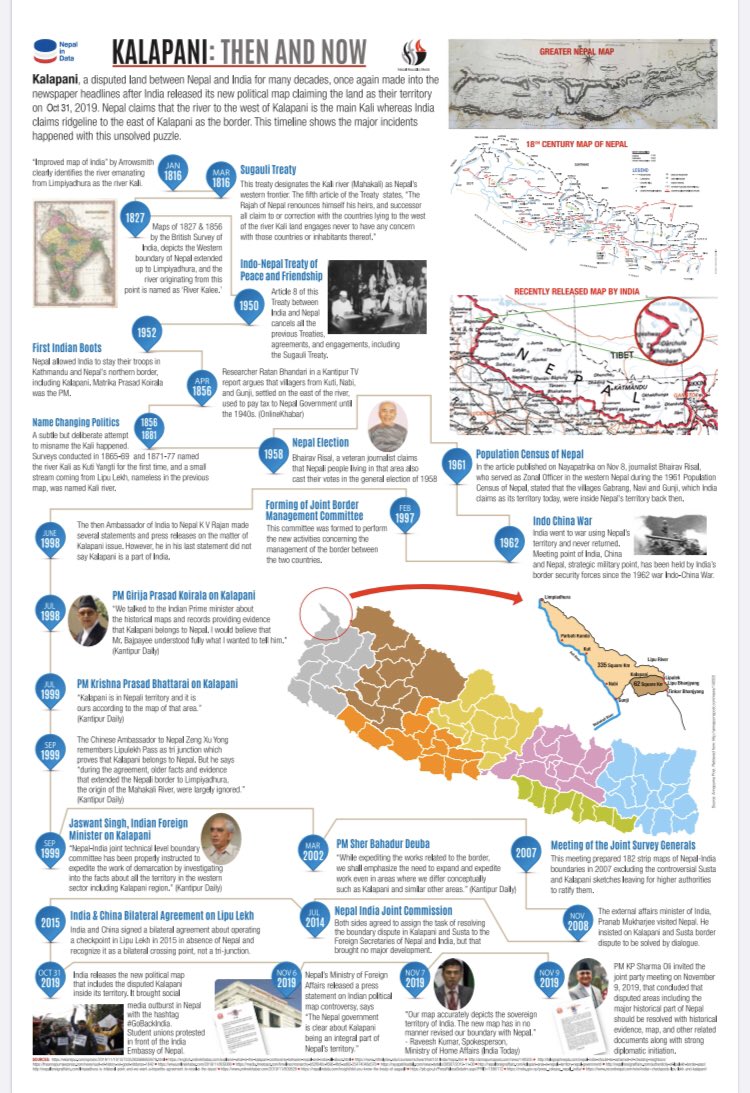 Nepal
in
Data
KALAPANI: THEN AND NOW
Kalapani, a disputed land between Nepal and India for many decades, once again made into the
newspaper headlines after India released its new political map claiming the land as their territory
on Oct 31, 2019. Nepal claims that the river to the west of Kalapani is the main Kali whereas India
claims ridgeline to the east of Kalapani as the border. This timeline shows the major incidents
happened with this unsolved puzzle.
GREATER NEPAL MAP
18TH CENTURY MAP OF NEPAL
LEGEND
RECENTLY RELEASED MAP BY INDIA
TIBET
NEPAL
KATMANDU
JAN
1816
"Improved map of India" by Arrowsmith
clearly identifies the river emanating
from Limpiyadhura as the river Kali.
MAR
1816
Sugauli Treaty
This treaty designates the Kali river (Mahakali) as Nepal's
western frontier. The fifth article of the Treaty states, "The
Rajah of Nepal renounces himself his heirs, and successor
all claim to or correction with the countries lying to the west
of the river Kali land engages never to have any concern
with those countries or inhabitants thereof."
1827
Maps of 1827 & 1856
by the British Survey of
India, depicts the Western
boundary of Nepal extended
up to Limpiyadhura, and the
river originating from this
point is named as 'River Kalee.'
Indo-Nepal Treaty of
Peace and Friendship
1950
Article 8 of this
Treaty between
India and Nepal
cancels all the
previous Treaties,
agreements, and engagements, including
the Sugauli Treaty.
1952
First Indian Boots
Nepal allowed India to stay their troops in
Kathmandu and Nepal's northern border,
including Kalapani. Matrika Prasad Koirala
was the PM.
APR
1856
Researcher Ratan Bhandari in a Kantipur TV
report argues that villagers from Kuti, Nabi,
and Gunji, settled on the east of the river,
used to pay tax to Nepal Government until
the 1940s. (OnlineKhabar)
Name Changing Politics
1856
1881
A subtle but deliberate attempt
to misname the Kali happened.
Surveys conducted in 1865-69 and 1871-77 named
the river Kali as Kuti Yangti for the first time, and a small
stream coming from Lipu Lekh, nameless in the previous
map, was named Kali river.
1958
Nepal Election
Bhairav Risal, a veteran journalist claims
that Nepali people living in that area also
cast their votes in the general election of 1958
1961
Population Census of Nepal
In the article published on Nayapatrika on Nov 8, journalist Bhairav Risal,
who served as Zonal Officer in the western Nepal during the 1961 Population
Census of Nepal, stated that the villages Gabrang, Navi and Gunji, which India
claims as its territory today, were inside Nepal's territory back then.
JUNE
1998
The then Ambassador of India to Nepal K V Rajan made
several statements and press releases on the matter of
Kalapani issue. However, he in his last statement did not
say Kalapani is a part of India.
Forming of Joint Border
Management Committee
FEB
1997
This committee was formed to perform
the new activities concerning the
management of the border between
the two countries.
1962
Indo China War
India went to war using Nepal's
territory and never returned.
Meeting point of India, China
and Nepal, strategic military point, has been held by India's
border security forces since the 1962 war Indo-China War.
JUL
1998
PM Girija Prasad Koirala on Kalapani
"We talked to the Indian Prime minister about
the historical maps and records providing evidence
that Kalapani belongs to Nepal. I would believe that
Mr. Bajpayee understood fully what I wanted to tell him."
(Kantipur Daily)
JUL
1999
PM Krishna Prasad Bhattarai on Kalapani
"Kalapani is in Nepali territory and it is
ours according to the map of that area."
(Kantipur Daily)
SEP
1999
The Chinese Ambassador to Nepal Zeng Xu Yong
remembers Lipulekh Pass as tri junction which
proves that Kalapani belongs to Nepal. But he says
"during the agreement, older facts and evidence
that extended the Nepali border to Limpiyadhura,
the origin of the Mahakali River, were largely ignored."
(Kantipur Daily)
Limpiyadhura
Kuti
335 Square Km
Lipu River
Kalapani
Lipulek
62 Square Km
Lipu Bhanjyang
Tinkar Bhanjyang
Nabi
Gunji
SEP
1999
Jaswant Singh, Indian Foreign
Minister on Kalapani
"Nepal-India joint technical level boundary
committee has been properly instructed to
expedite the work of demarcation by investigating
into the facts about all the territory in the western
sector including Kalapani region." (Kantipur Daily)
MAR
2002
PM Sher Bahadur Deuba
"While expediting the works related to the border,
we shall emphasize the need to expand and expedite
work even in areas where we differ conceptually
such as Kalapani and similar other areas." (Kantipur Daily)
2007
Meeting of the Joint Survey Generals
This meeting prepared 182 strip maps of Nepal-India
boundaries in 2007 excluding the controversial Susta
and Kalapani sketches leaving for higher authorities
to ratify them.
2015
India & China Bilateral Agreement on Lipu Lekh
India and China signed a bilateral agreement about operating
a checkpoint in Lipu Lekh in 2015 in absence of Nepal and
recognize it as a bilateral crossing point, not a tri-junction.
JUL
2014
Nepal India Joint Commission
Both sides agreed to assign the task of resolving
the boundary dispute in Kalapani and Susta to the
Foreign Secretaries of Nepal and India, but that
brought no major development.
NOV
2008
The external affairs minister of India,
Pranab Mukharjee visited Nepal. He
insisted on Kalapani and Susta border
dispute to be solved by dialogue.
OCT 31
2019
India releases the new political map
that includes the disputed Kalapani
inside its territory. It brought social
media outburst in Nepal
with the hashtag
#GoBackIndia.
Student unions protested
in front of the India
Embassy of Nepal.
NOV 6
2019
Nepal's Ministry of Foreign
Affairs released a press
statement on Indian political
map controversy, says
"The Nepali government
is clear about Kalapani
being an integral part of
Nepal's territory."
NOV 7
2019
"Our map accurately depicts the sovereign
territory of India. The new map has in no
manner revised our boundary with Nepal."
- Raveesh Kumar, Spokesperson,
Ministry of Home Affairs (India Today)
NOV 9
2019
PM KP Sharma Oli invited the
joint party meeting on November
9, 2019, that concluded that
disputed areas including the
major historical part of Nepal
should be resolved with historical
evidence, map, and other related
documents along with strong
diplomatic initiation.
SOURCES: